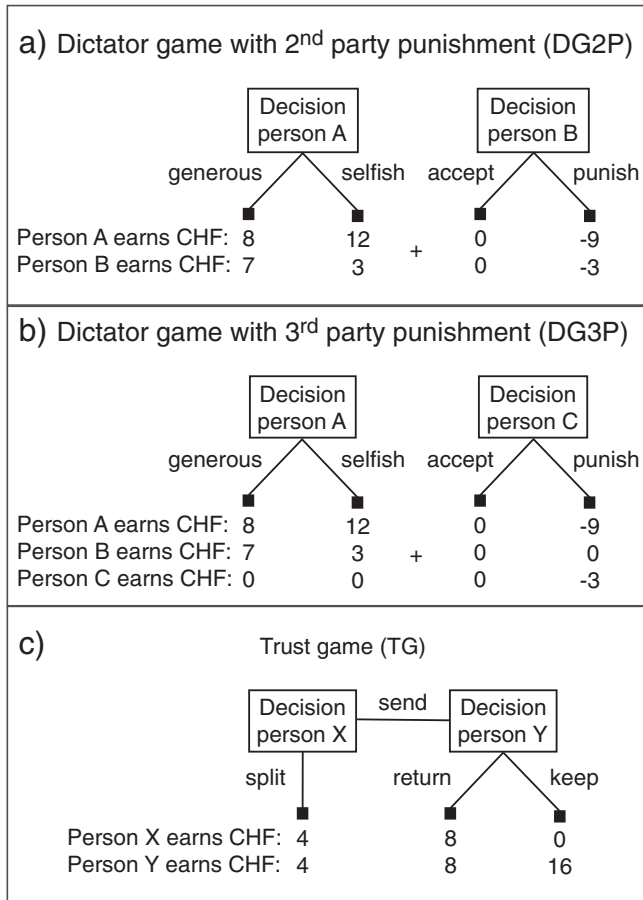 a) Dictator game with 2nd party punishment (DG2P)
Decision person A
Decision person B
generous selfish accept punish
Person A earns CHF: 8 12 + 0 -9
Person B earns CHF: 7 3 0 -3
b) Dictator game with 3rd party punishment (DG3P)
Decision person A
Decision person C
generous selfish accept punish
Person A earns CHF: 8 12 0 -9
Person B earns CHF: 7 3 + 0 0
Person C earns CHF: 0 0 0 -3
c) Trust game (TG)
Decision person X
send
Decision person Y
split return keep
Person X earns CHF: 4 8 0
Person Y earns CHF: 4 8 16